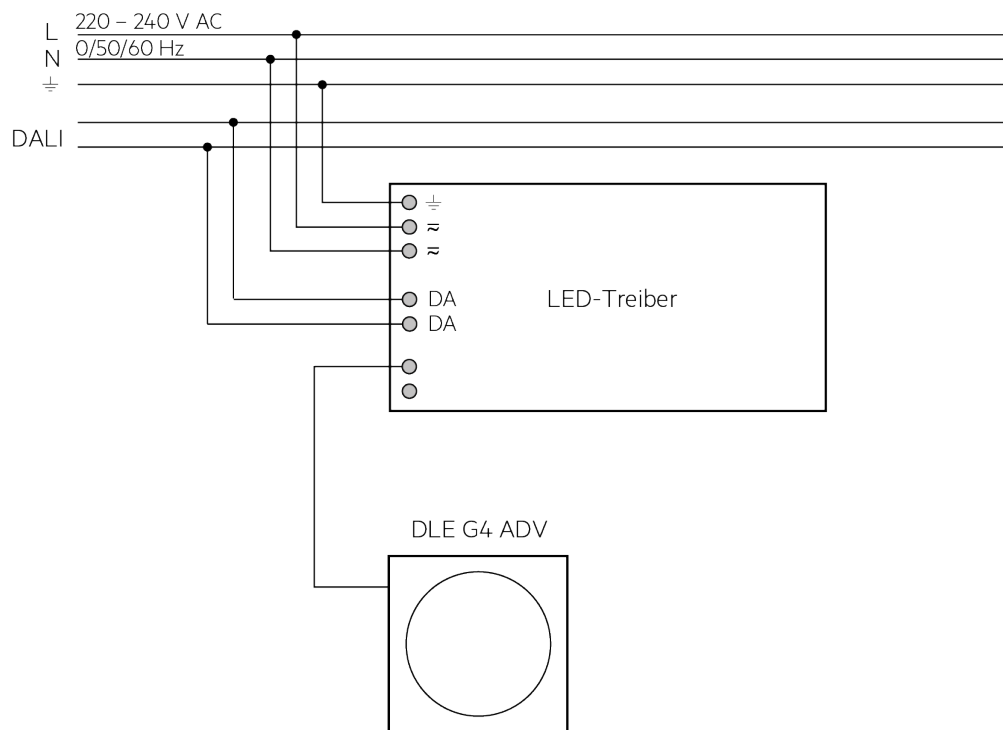 220 – 240 V AC
L
0/50/60 Hz
N
DALI
DA
LED-Treiber
DA
DLE G4 ADV